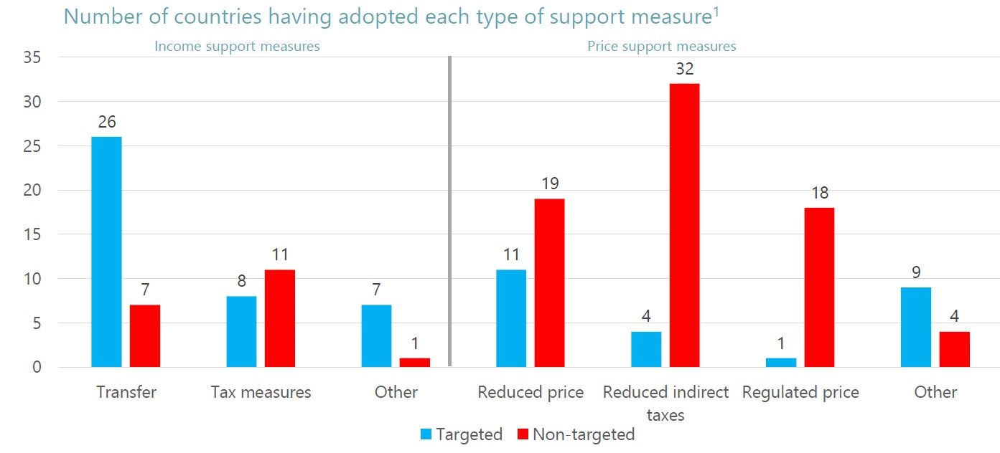 Number of countries having adopted each type of support measure1
Income support measures
Price support measures
35
30
25
20
15
10
5
0
26
7
8
11
7
1
11
19
4
32
1
18
9
4
Transfer
Tax measures
Other
Reduced price
Reduced indirect
taxes
Regulated price
Other
Targeted
Non-targeted